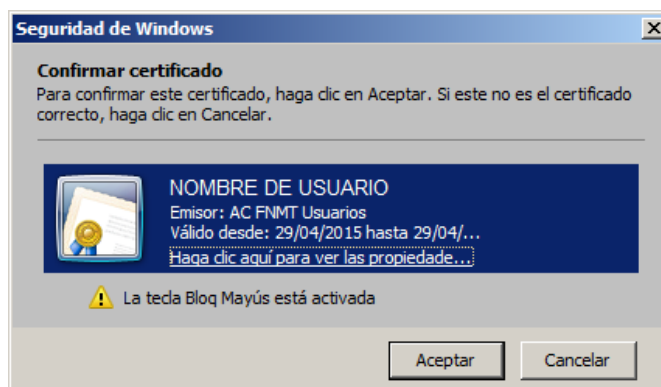 Seguridad de Windows
Confirmar certificado
Para confirmar este certificado, haga clic en Aceptar. Si este no es el certificado
correcto, haga clic en Cancelar.
NOMBRE DE USUARIO
Emisor: AC FNMT Usuarios
Válido desde: 29/04/2015 hasta 29/04/...
Haga clic aquí para ver las propiedade...
La tecla Bloq Mayús está activada
Aceptar Cancelar